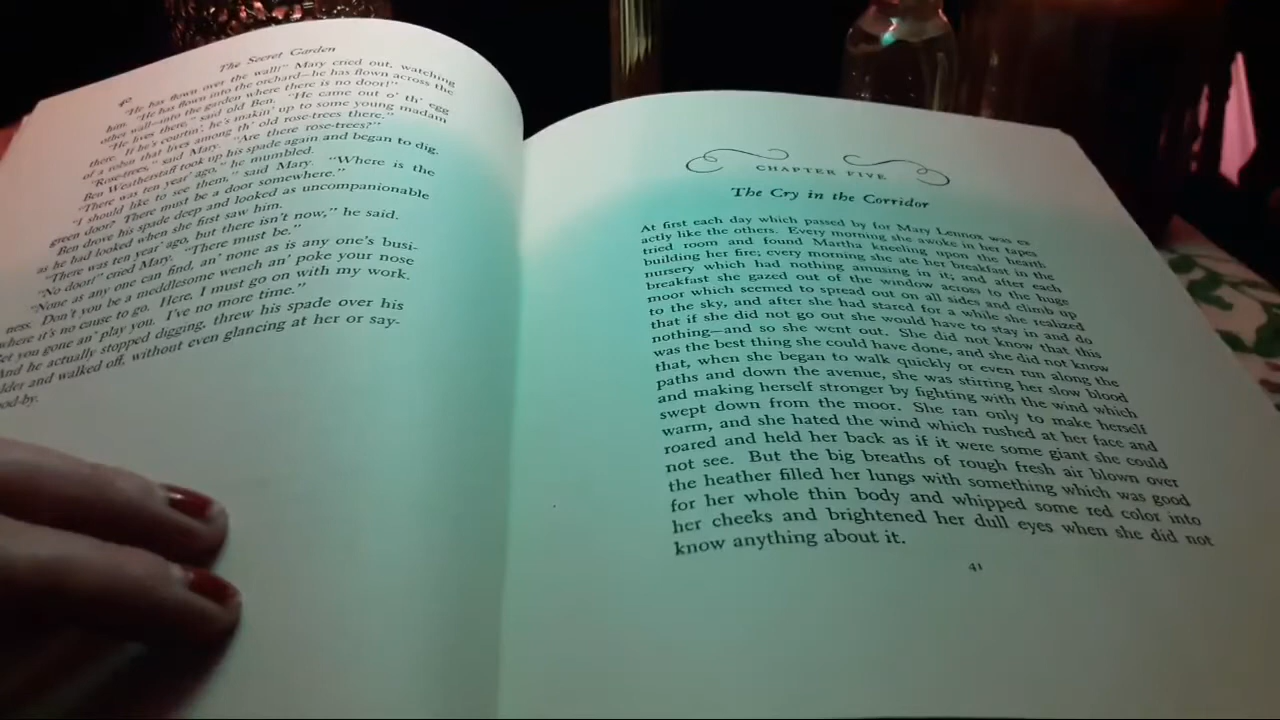 40
The Secret Garden
"He has flown over the wall!" Mary cried out, watching
him. "He has flown into the orchard—he has flown across the
other wall—into the garden where there is no door!"
"He lives there," said old Ben. "He came out o' th' egg
there. If he's courtin', he's makin' up to some young madam
of a robin that lives among th' old rose-trees there."
"Rose-trees," said Mary. "Are there rose-trees?"
Ben Weatherstaff took up his spade again and began to dig.
"There was ten year' ago," he mumbled.
"I should like to see them," said Mary. "Where is the
green door? There must be a door somewhere."
Ben drove his spade deep and looked as uncompanionable
as he had looked when she first saw him.
"There was ten year' ago, but there isn't now," he said.
"No door!" cried Mary. "There must be."
"None as any one can find, an' none as is any one's busi-
ness. Don't you be a meddlesome wench an' poke your nose
where it's no cause to go. Here, I must go on with my work.
Get you gone an' play you. I've no more time."
And he actually stopped digging, threw his spade over his
lder and walked off, without even glancing at her or say-
ood-by.
CHAPTER FIVE
The Cry in the Corridor
At first each day which passed by for Mary Lennox was ex
actly like the others. Every morning she awoke in her tapes
tried room and found Martha kneeling upon the hearth
building her fire; every morning she ate her breakfast in the
nursery which had nothing amusing in it; and after each
breakfast she gazed out of the window across to the huge
moor which seemed to spread out on all sides and climb up
to the sky, and after she had stared for a while she realized
that if she did not go out she would have to stay in and do
nothing—and so she went out. She did not know that this
was the best thing she could have done, and she did not know
that, when she began to walk quickly or even run along the
paths and down the avenue, she was stirring her slow blood
and making herself stronger by fighting with the wind which
swept down from the moor. She ran only to make herself
warm, and she hated the wind which rushed at her face and
roared and held her back as if it were some giant she could
not see. But the big breaths of rough fresh air blown over
the heather filled her lungs with something which was good
for her whole thin body and whipped some red color into
her cheeks and brightened her dull eyes when she did not
know anything about it.
41